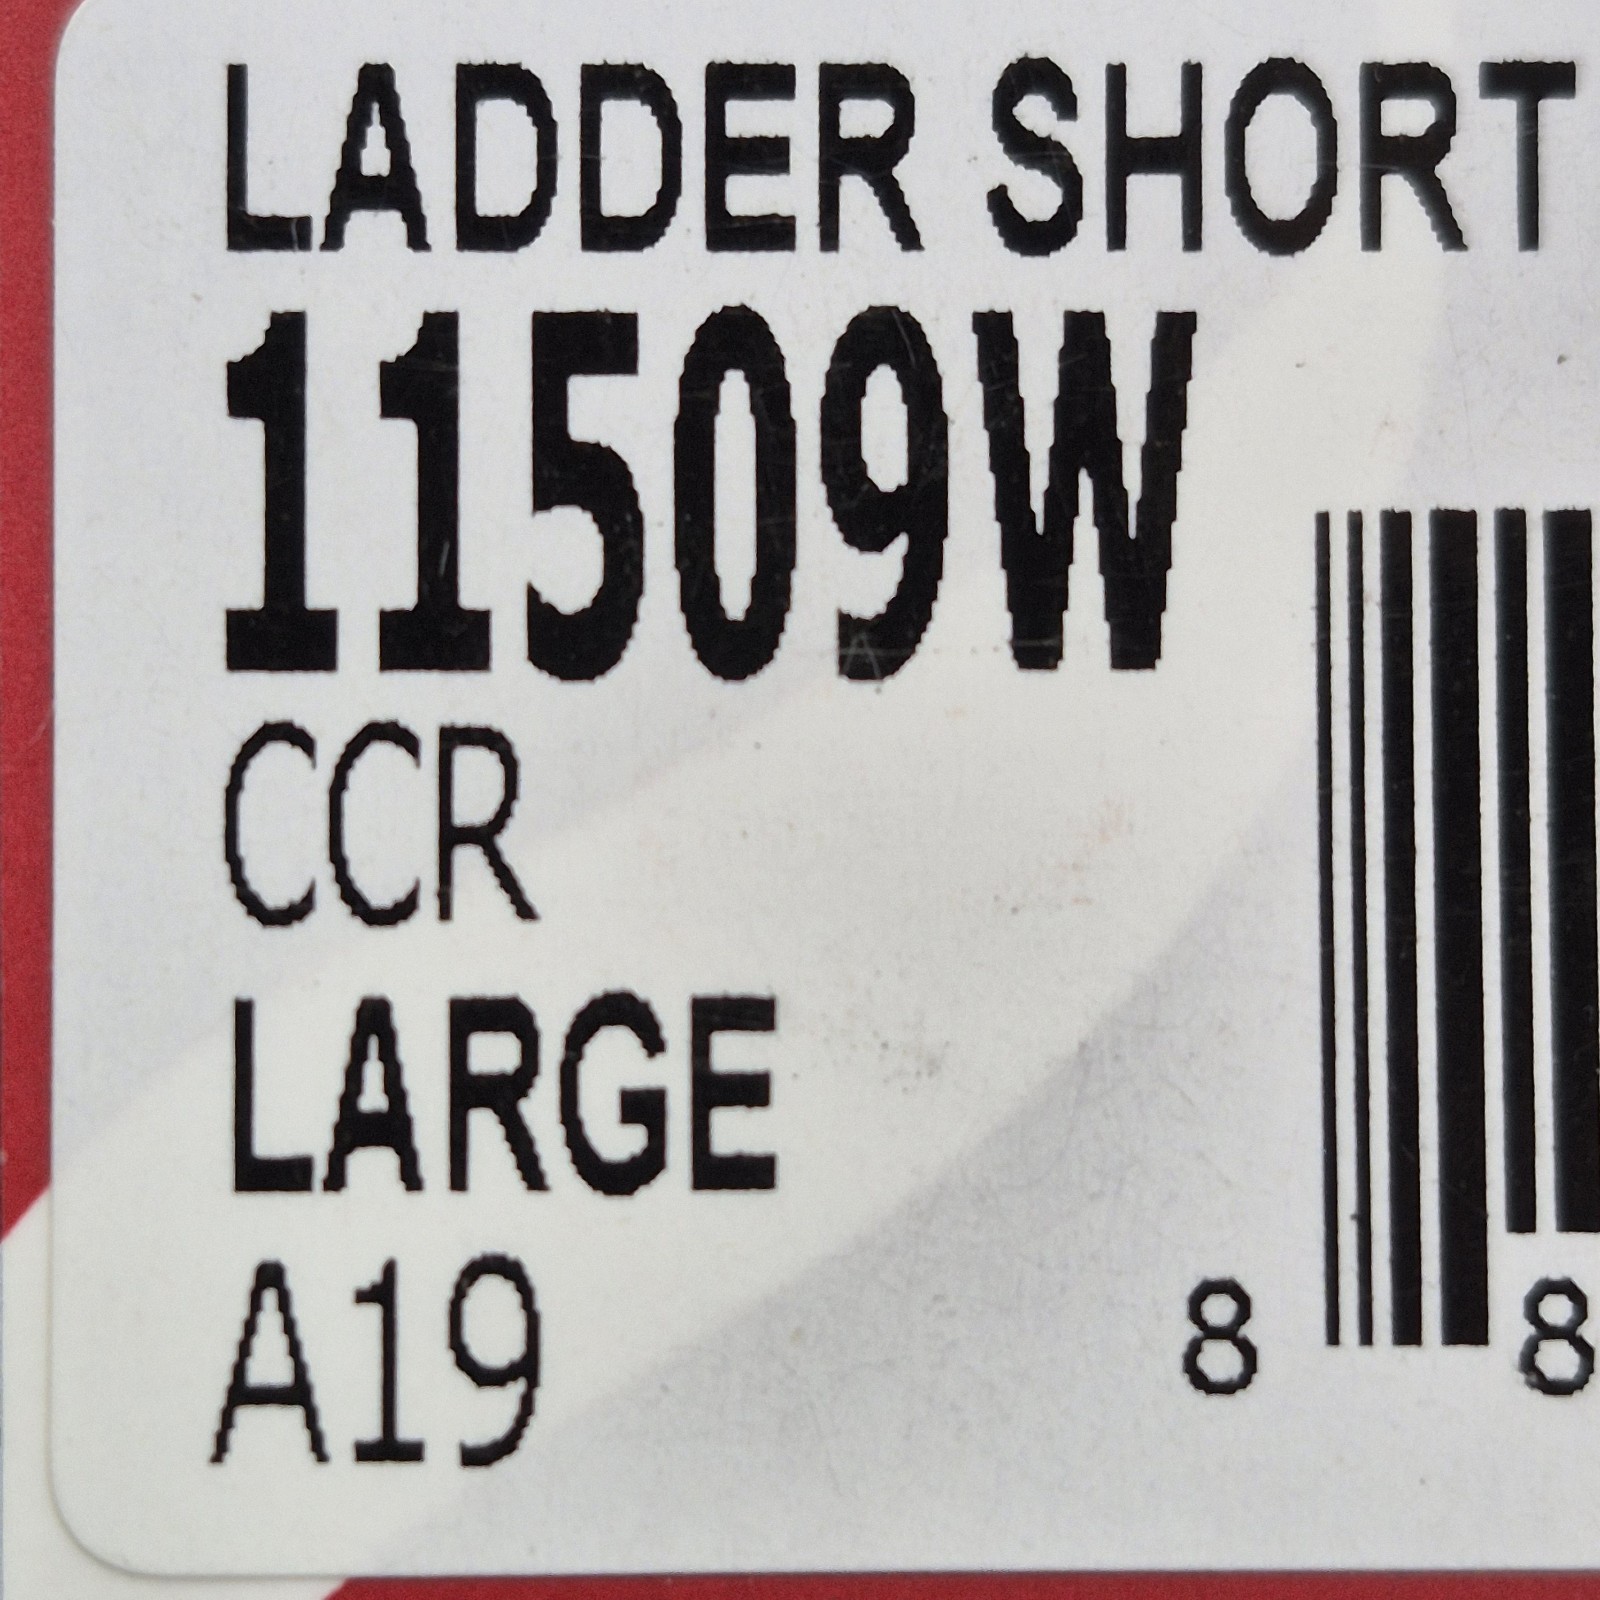 LADDER SHORT
11509W
CCR
LARGE
A19
8 8